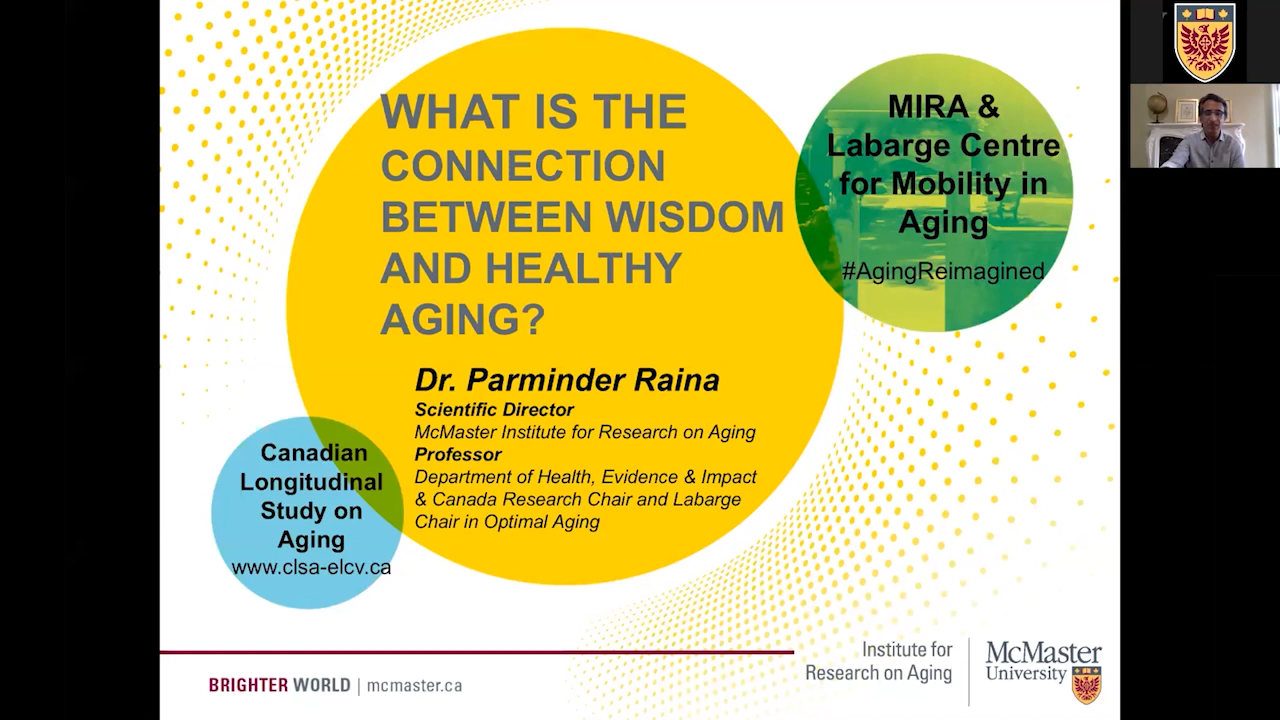 WHAT IS THE
CONNECTION
BETWEEN WISDOM
AND HEALTHY
AGING?
Dr. Parminder Raina
Scientific Director
McMaster Institute for Research on Aging
Professor
Department of Health, Evidence & Impact
& Canada Research Chair and Labarge
Chair in Optimal Aging
MIRA &
Labarge Centre
for Mobility in
Aging
#AgingReimagined
Canadian
Longitudinal
Study on
Aging
www.clsa-elcv.ca
BRIGHTER WORLD | mcmaster.ca
Institute for
Research on Aging
McMaster
University